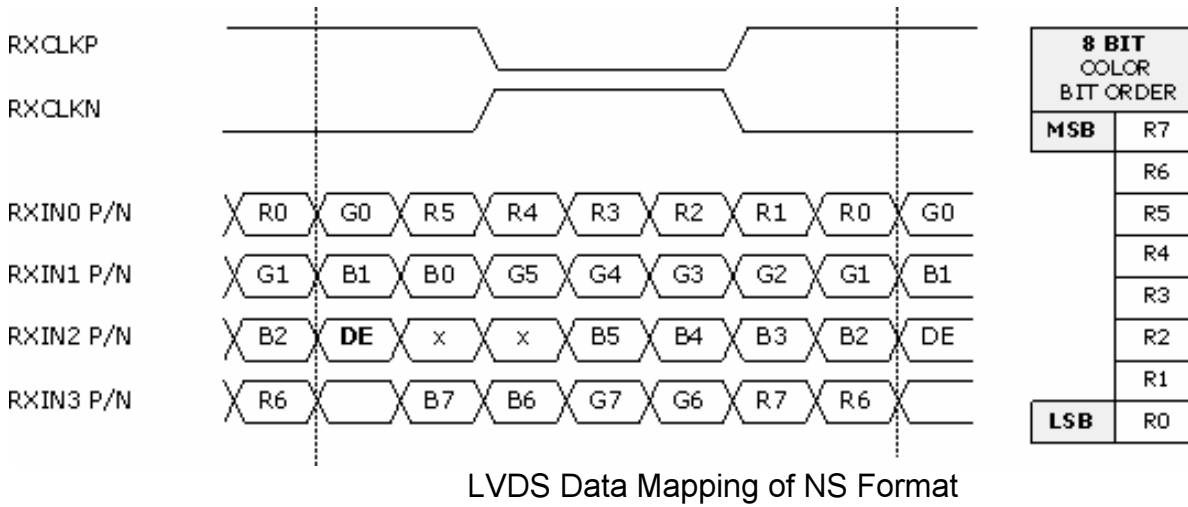 RXCLKP
RXCLKN
RXIN0 P/N R0 G0 R5 R4 R3 R2 R1 R0 G0
RXIN1 P/N G1 B1 B0 G5 G4 G3 G2 G1 B1
RXIN2 P/N B2 DE x x B5 B4 B3 B2 DE
RXIN3 P/N R6 B7 B6 G7 G6 R7 R6
8 BIT
COLOR
BIT ORDER
MSB R7
R6
R5
R4
R3
R2
R1
LSB R0
LVDS Data Mapping of NS Format